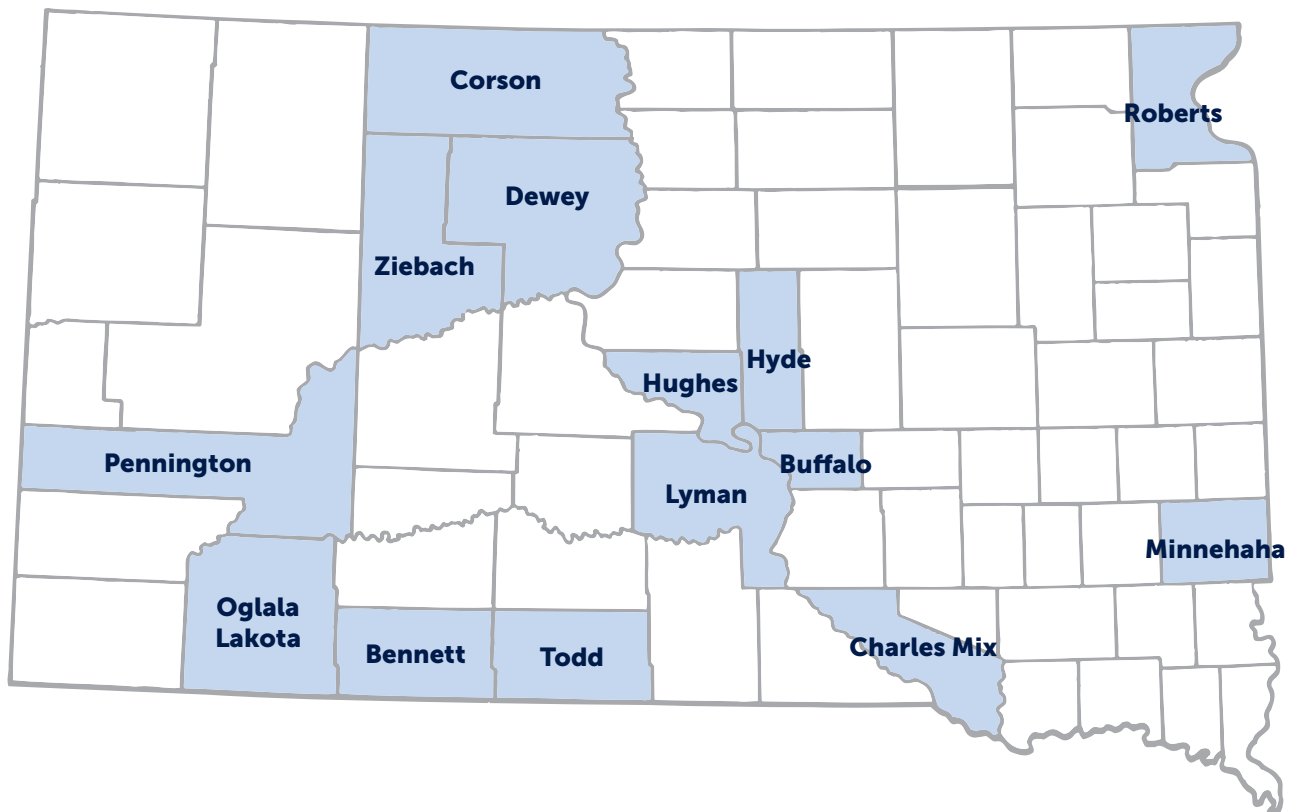 Corson
Roberts
Dewey
Ziebach
Hyde
Hughes
Pennington
Buffalo
Lyman
Minnehaha
Oglala
Lakota
Charles Mix
Bennett
Todd